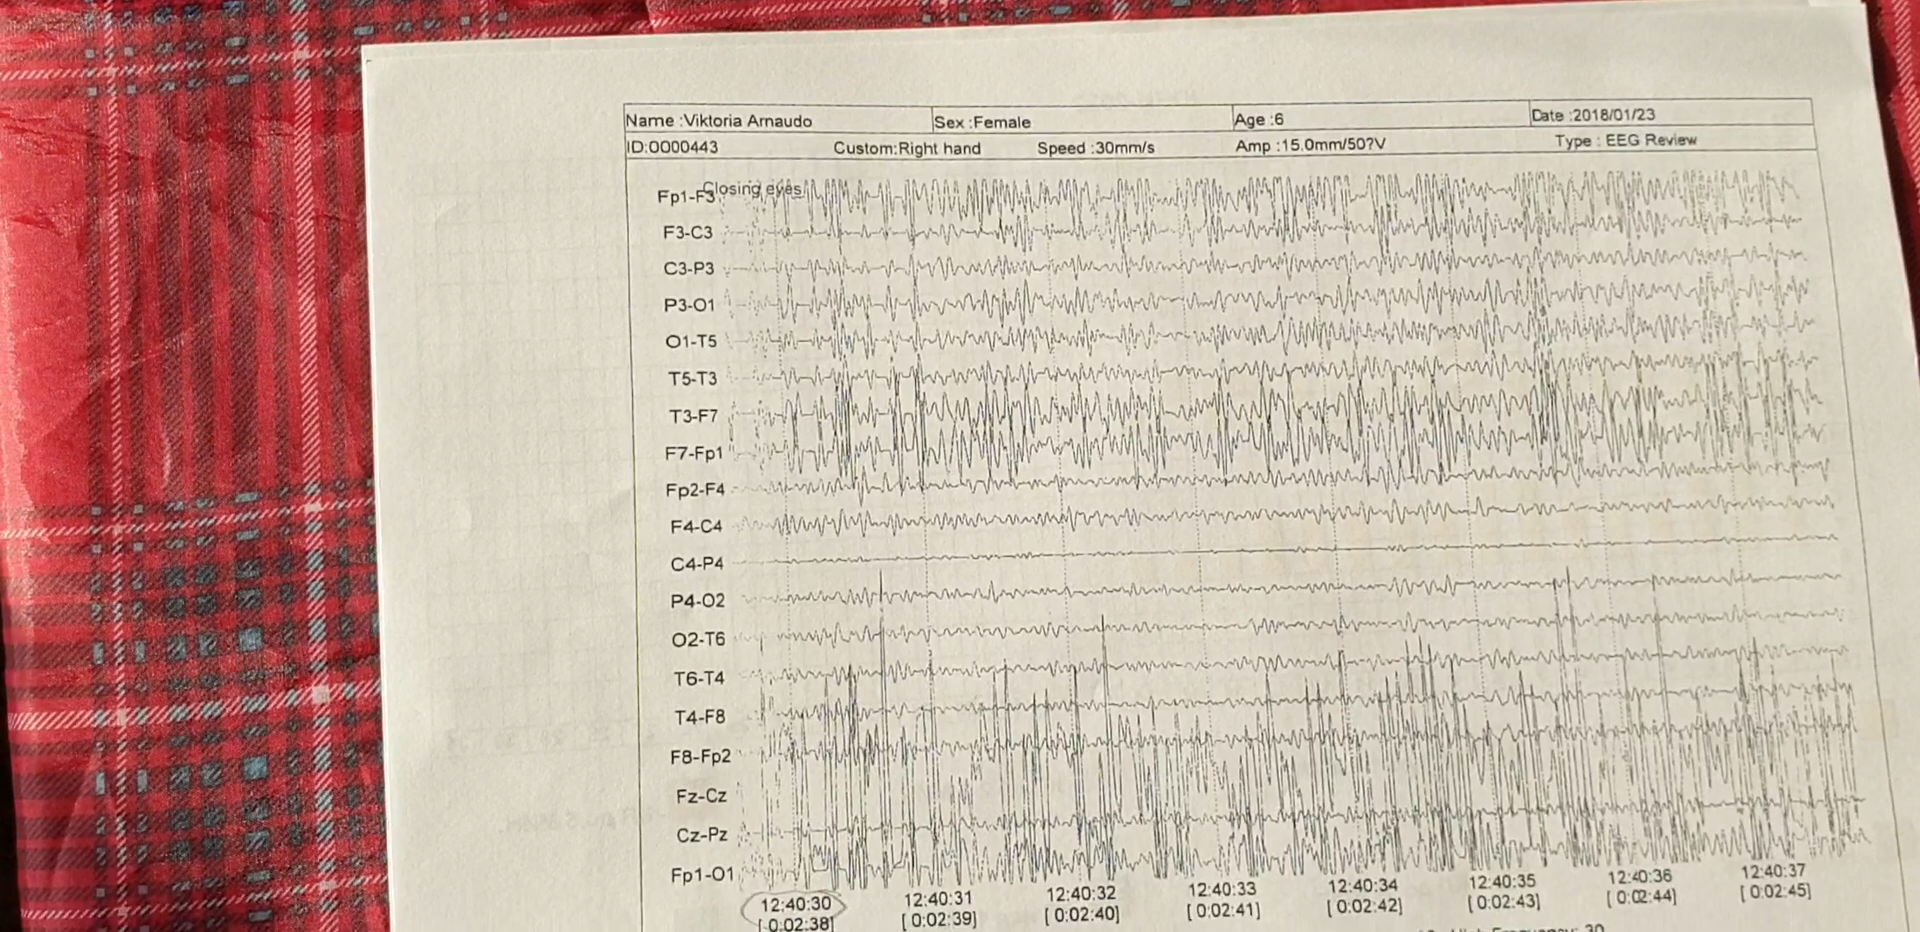 Name :Viktoria Arnaudo Sex :Female Age :6 Date :2018/01/23
ID:0000443 Custom:Right hand Speed :30mm/s Amp :15.0mm/50?V Type : EEG Review
Closing eyes
Fp1-F3
F3-C3
C3-P3
P3-O1
O1-T5
T5-T3
T3-F7
F7-Fp1
Fp2-F4
F4-C4
C4-P4
P4-O2
O2-T6
T6-T4
T4-F8
F8-Fp2
Fz-Cz
Cz-Pz
Fp1-O1
12:40:30 12:40:31 12:40:32 12:40:33 12:40:34 12:40:35 12:40:36 12:40:37
[ 0:02:38] [ 0:02:39] [ 0:02:40] [ 0:02:41] [ 0:02:42] [ 0:02:43] [ 0:02:44] [ 0:02:45]